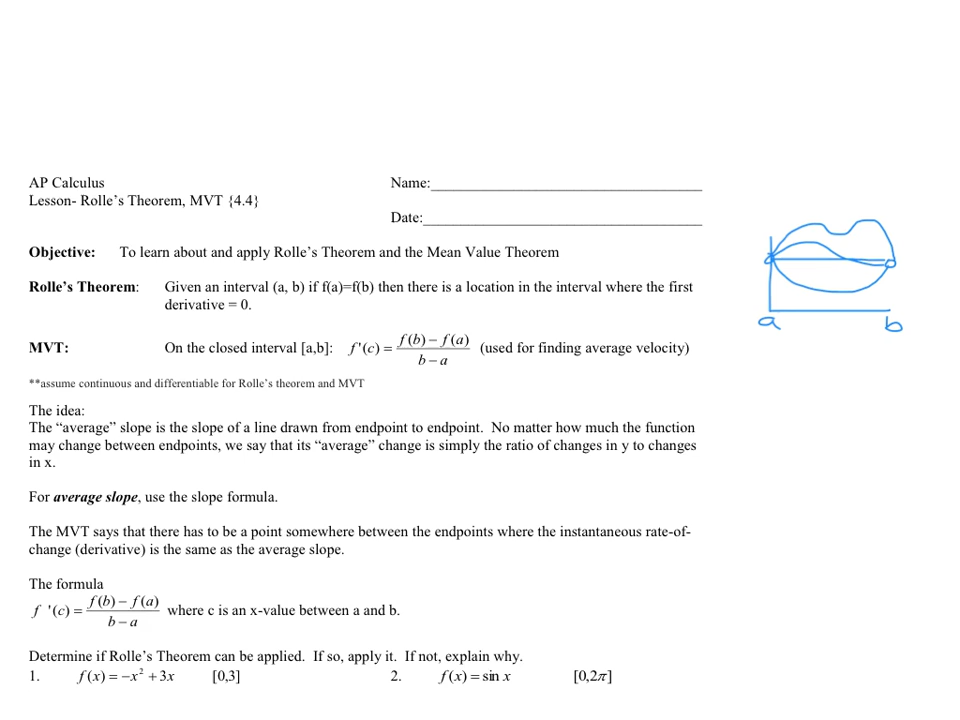 AP Calculus
Name:
Lesson- Rolle's Theorem, MVT {4.4}
Date:
Objective: To learn about and apply Rolle's Theorem and the Mean Value Theorem
Rolle's Theorem: Given an interval (a, b) if f(a)=f(b) then there is a location in the interval where the first
derivative = 0.
MVT: On the closed interval [a,b]: f'(c) = (f(b) − f(a))/(b − a) (used for finding average velocity)
**assume continuous and differentiable for Rolle's theorem and MVT
The idea:
The “average” slope is the slope of a line drawn from endpoint to endpoint. No matter how much the function
may change between endpoints, we say that its “average” change is simply the ratio of changes in y to changes
in x.
For average slope, use the slope formula.
The MVT says that there has to be a point somewhere between the endpoints where the instantaneous rate-of-
change (derivative) is the same as the average slope.
The formula
f '(c) = (f(b) − f(a))/(b − a) where c is an x-value between a and b.
Determine if Rolle's Theorem can be applied. If so, apply it. If not, explain why.
1. f(x) = −x² + 3x [0,3] 2. f(x) = sin x [0,2π]
a b